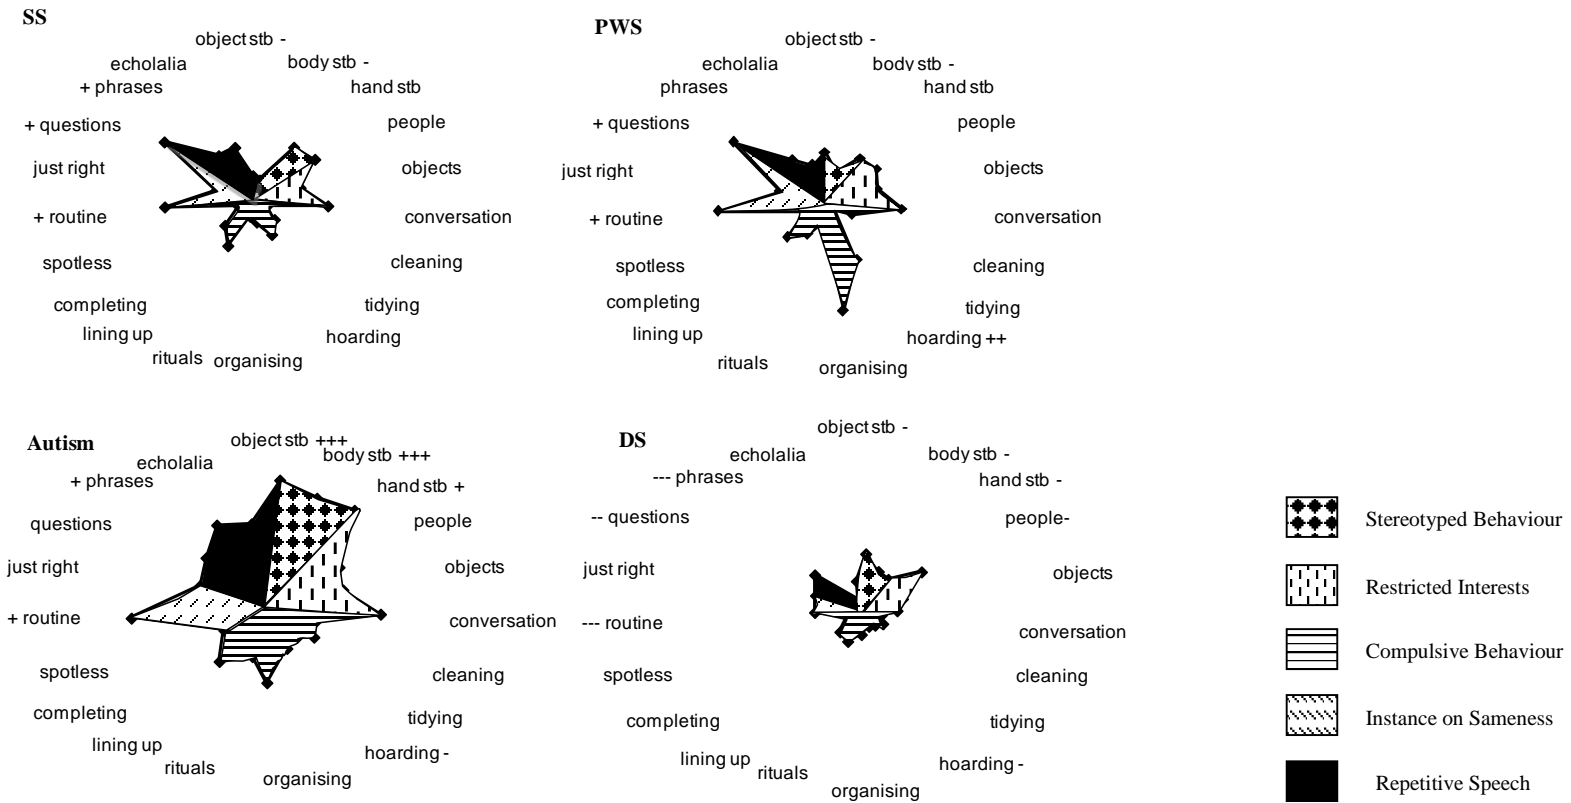 SS
object stb -
echolalia
body stb -
+ phrases
hand stb
+ questions
people
just right
objects
+ routine
conversation
spotless
cleaning
completing
tidying
lining up
hoarding
rituals
organising
PWS
object stb -
echolalia
body stb -
phrases
hand stb
+ questions
people
just right
objects
+ routine
conversation
spotless
cleaning
completing
tidying
lining up
hoarding ++
rituals
organising
Autism
object stb +++
echolalia
body stb +++
+ phrases
hand stb +
questions
people
just right
objects
+ routine
conversation
spotless
cleaning
completing
tidying
lining up
hoarding -
rituals
organising
DS
object stb -
echolalia
body stb -
--- phrases
hand stb -
-- questions
people-
just right
objects
--- routine
conversation
spotless
cleaning
completing
tidying
lining up
hoarding -
rituals
organising
Stereotyped Behaviour
Restricted Interests
Compulsive Behaviour
Instance on Sameness
Repetitive Speech